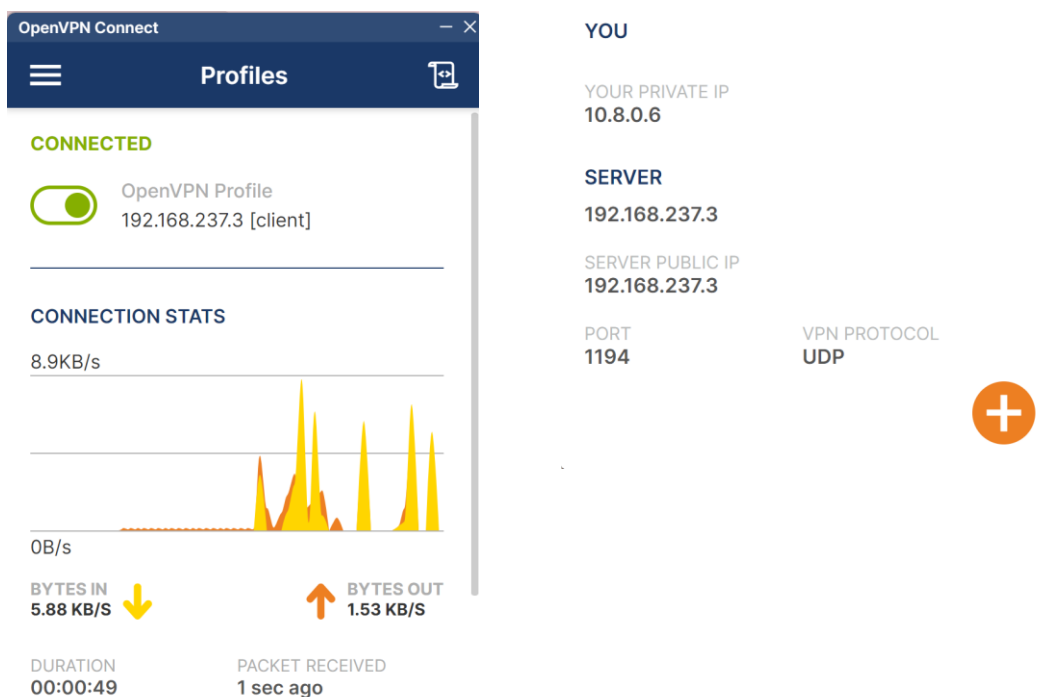 OpenVPN Connect
Profiles
CONNECTED
OpenVPN Profile
192.168.237.3 [client]
CONNECTION STATS
8.9KB/s
0B/s
BYTES IN
5.88 KB/S
BYTES OUT
1.53 KB/S
DURATION
00:00:49
PACKET RECEIVED
1 sec ago
YOU
YOUR PRIVATE IP
10.8.0.6
SERVER
192.168.237.3
SERVER PUBLIC IP
192.168.237.3
PORT
1194
VPN PROTOCOL
UDP